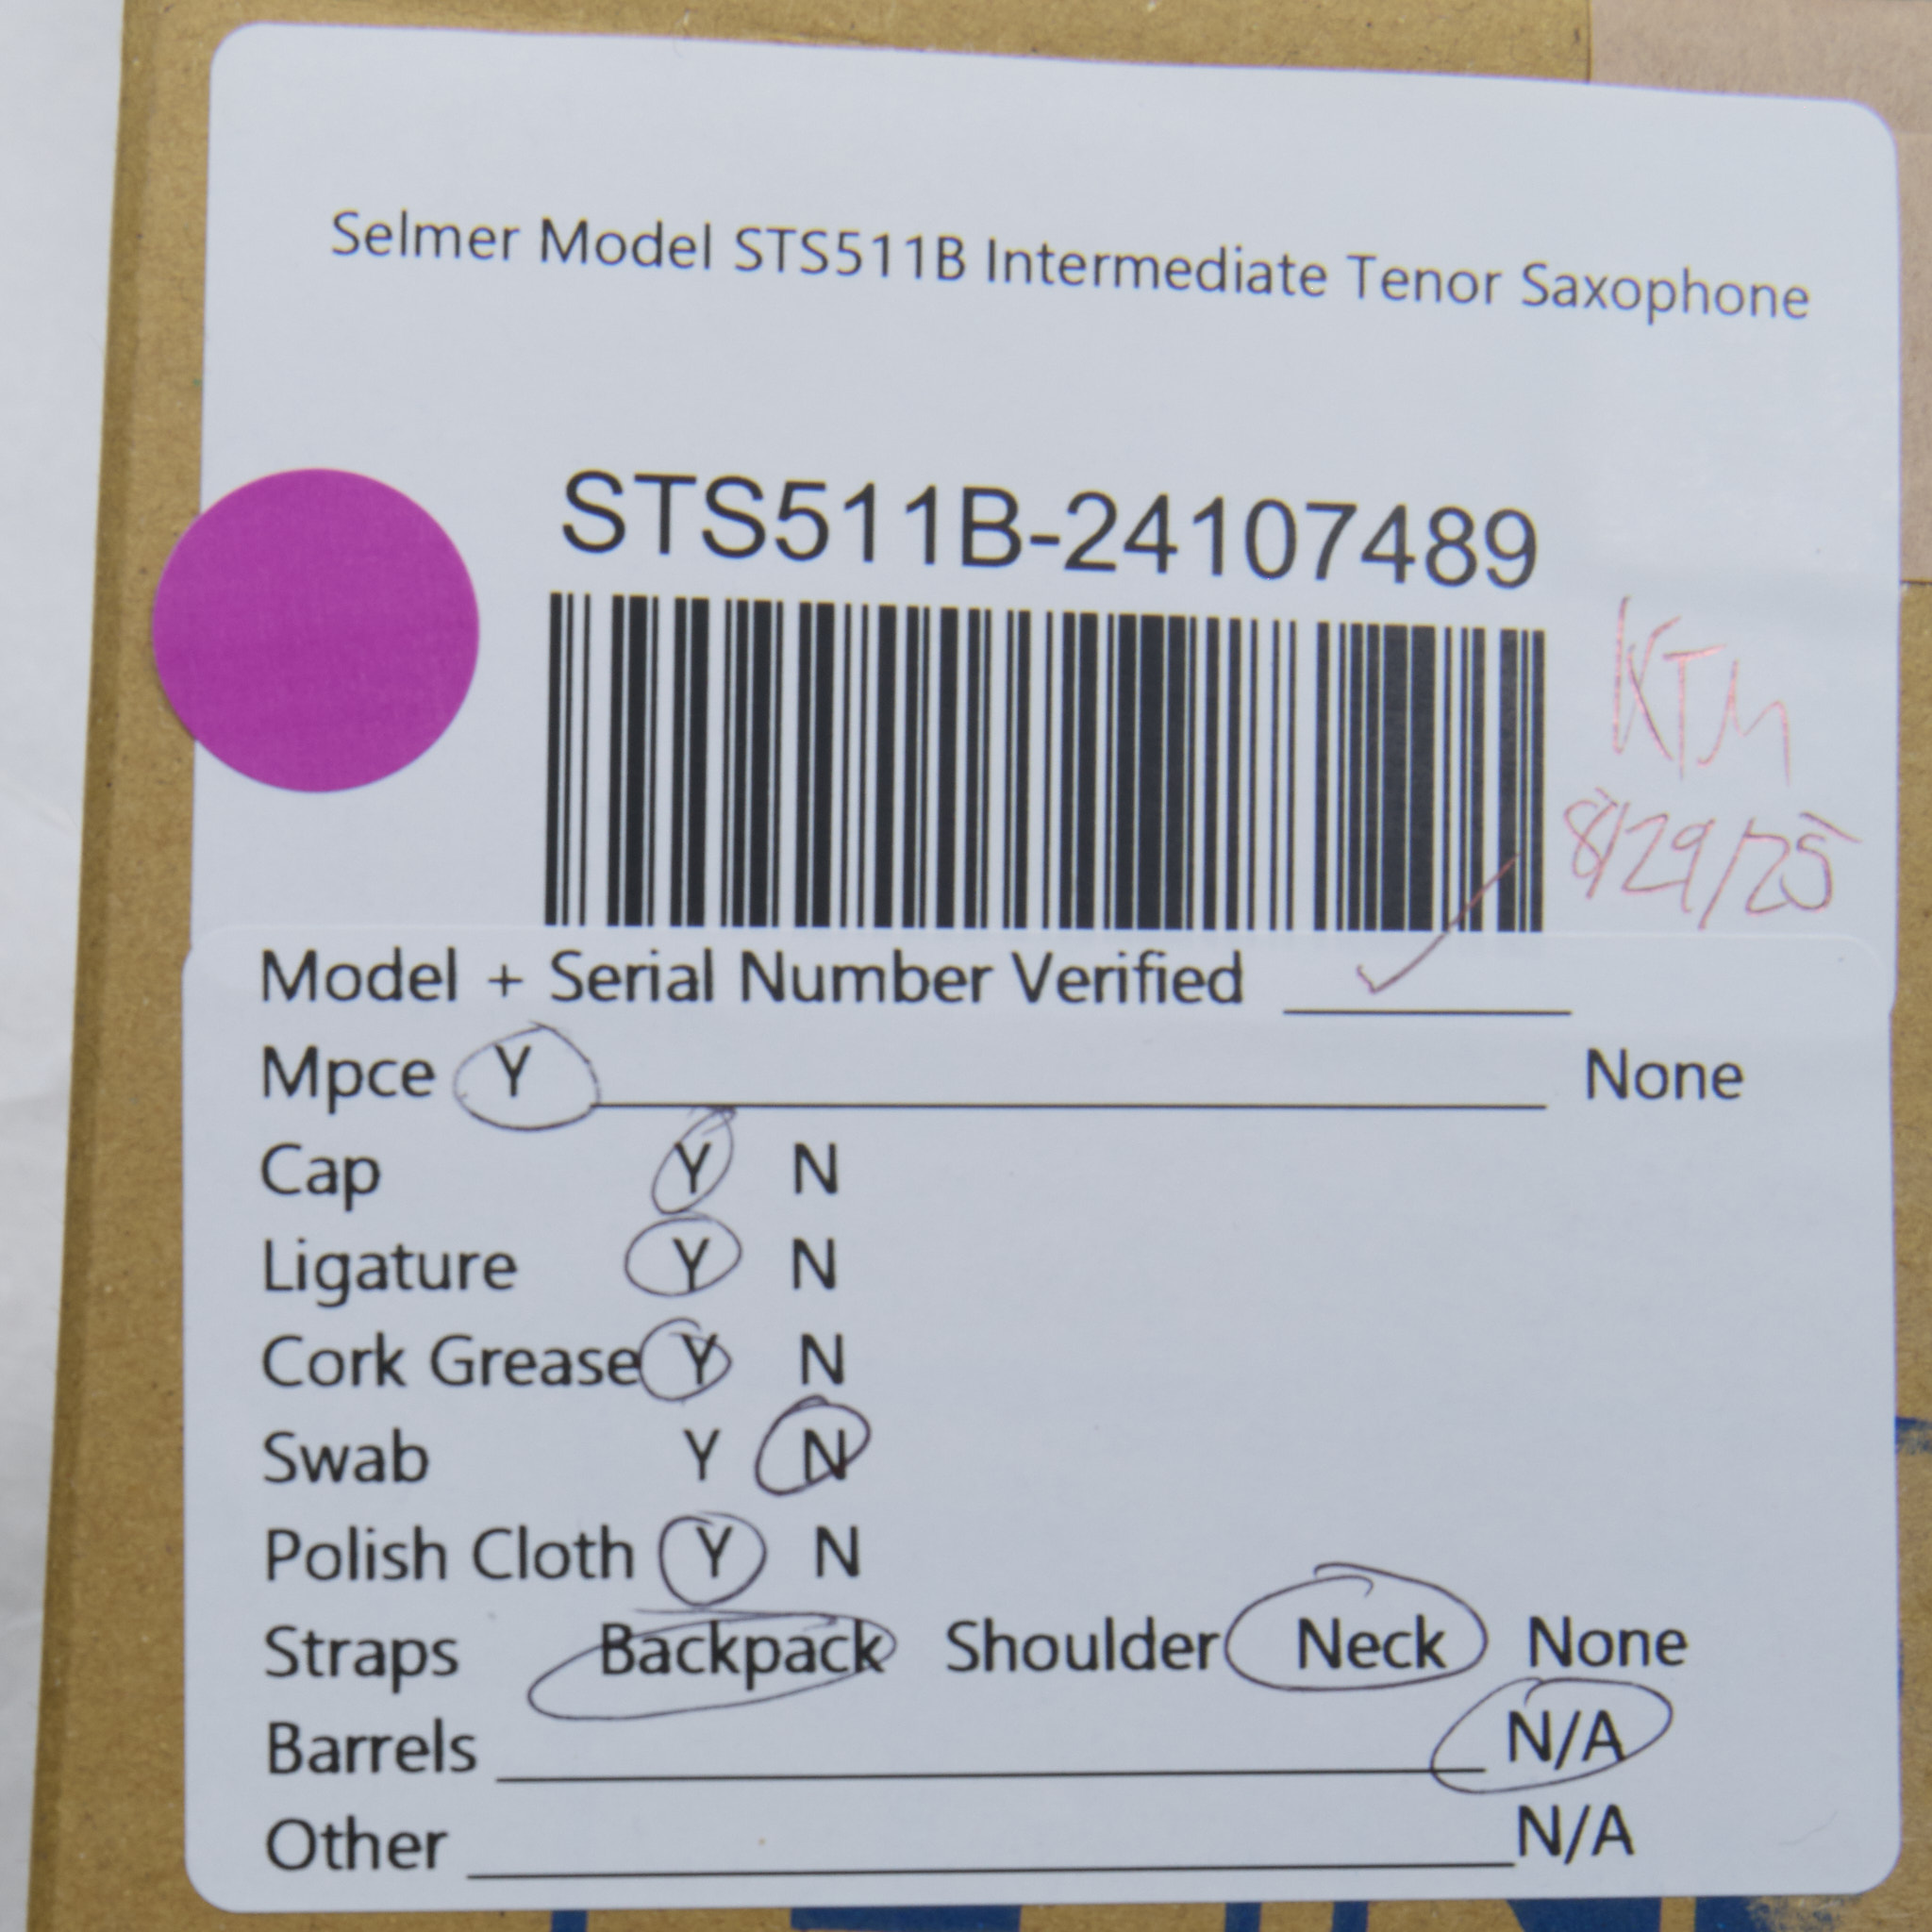 Selmer Model STS511B Intermediate Tenor Saxophone
STS511B-24107489
KTM
8/29/25
Model + Serial Number Verified ✓
Mpce Y None
Cap Y N
Ligature Y N
Cork Grease Y N
Swab Y N
Polish Cloth Y N
Straps Backpack Shoulder Neck None
Barrels N/A
Other N/A